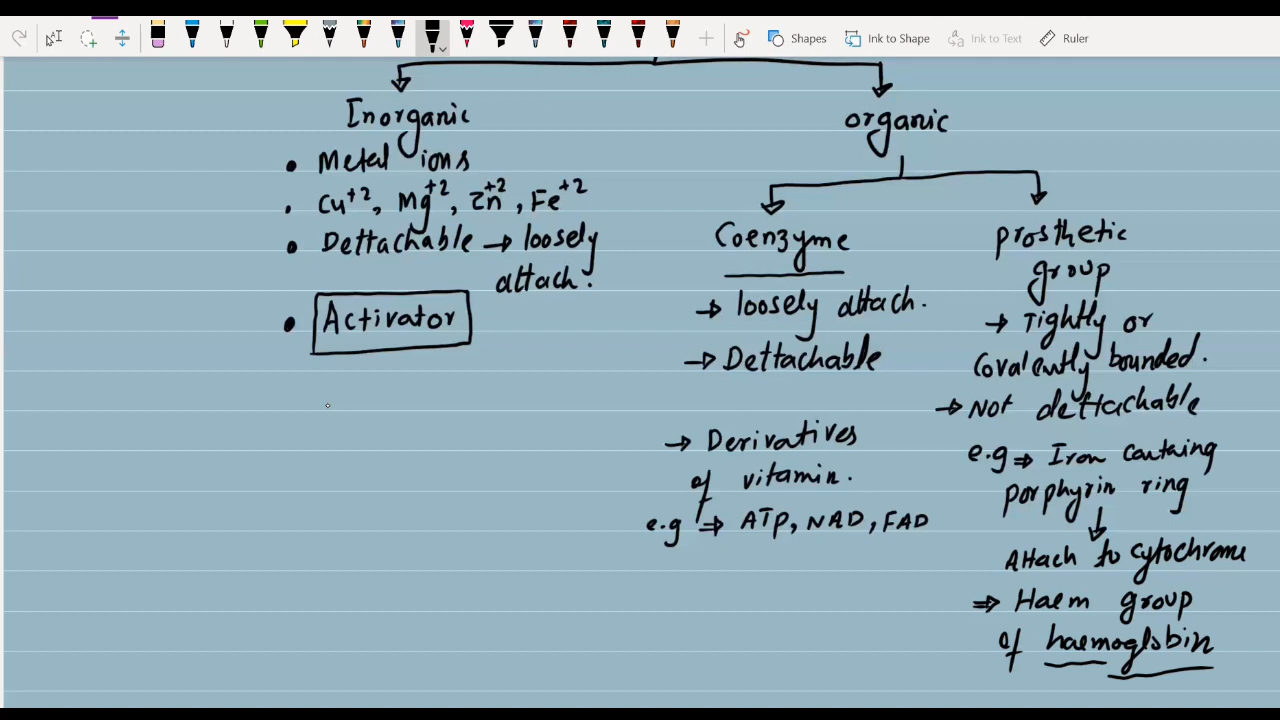 Shapes
Ink to Shape
Ink to Text
Ruler
Inorganic
• Metal ions
• Cu+2, Mg+2, Zn+2, Fe+2
• Dettachable → loosely
attach.
• Activator
organic
Coenzyme
→ loosely attach.
→ Dettachable
→ Derivatives
of vitamin.
e.g ⇒ ATP, NAD, FAD
prosthetic
group
→ Tightly or
Covalently bounded.
→ Not dettachable
e.g ⇒ Iron containg
porphyrin ring
↓
Attach to cytochrome
⇒ Haem group
of haemoglobin